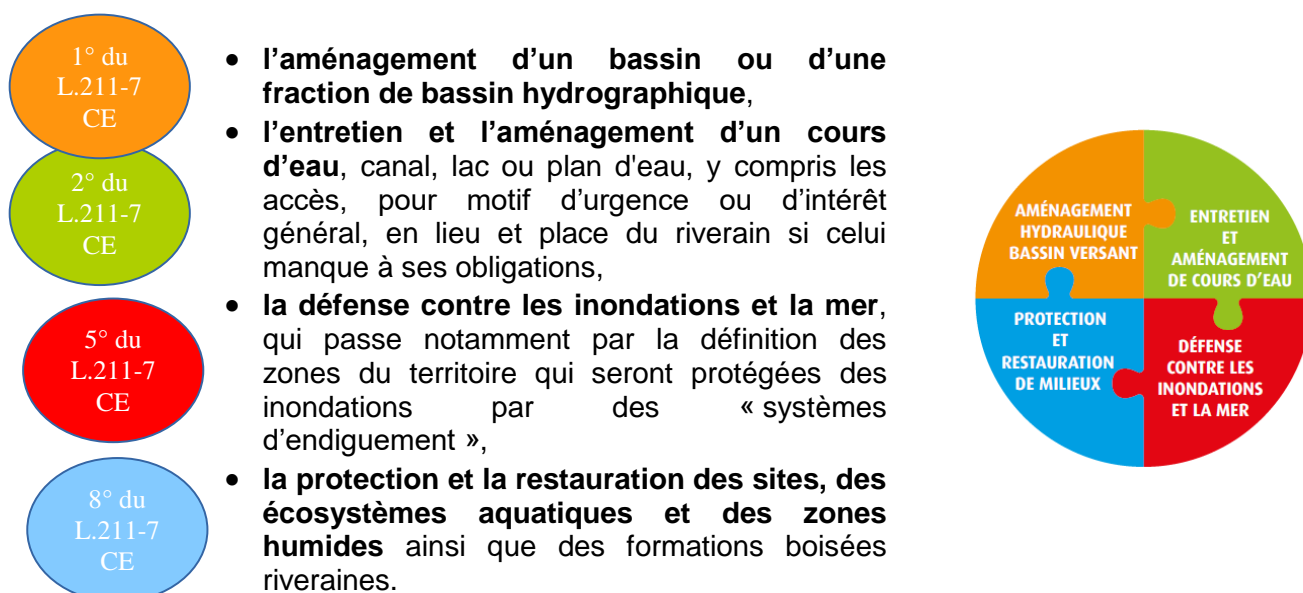 1° du
L.211-7
CE
2° du
L.211-7
CE
5° du
L.211-7
CE
8° du
L.211-7
CE
• l’aménagement d’un bassin ou d’une
fraction de bassin hydrographique,
• l’entretien et l’aménagement d’un cours
d’eau, canal, lac ou plan d'eau, y compris les
accès, pour motif d’urgence ou d’intérêt
général, en lieu et place du riverain si celui
manque à ses obligations,
• la défense contre les inondations et la mer,
qui passe notamment par la définition des
zones du territoire qui seront protégées des
inondations par des « systèmes
d’endiguement »,
• la protection et la restauration des sites, des
écosystèmes aquatiques et des zones
humides ainsi que des formations boisées
riveraines.
AMÉNAGEMENT
HYDRAULIQUE
BASSIN VERSANT
ENTRETIEN
ET
AMÉNAGEMENT
DE COURS D’EAU
PROTECTION
ET
RESTAURATION
DE MILIEUX
DÉFENSE
CONTRE LES
INONDATIONS
ET LA MER